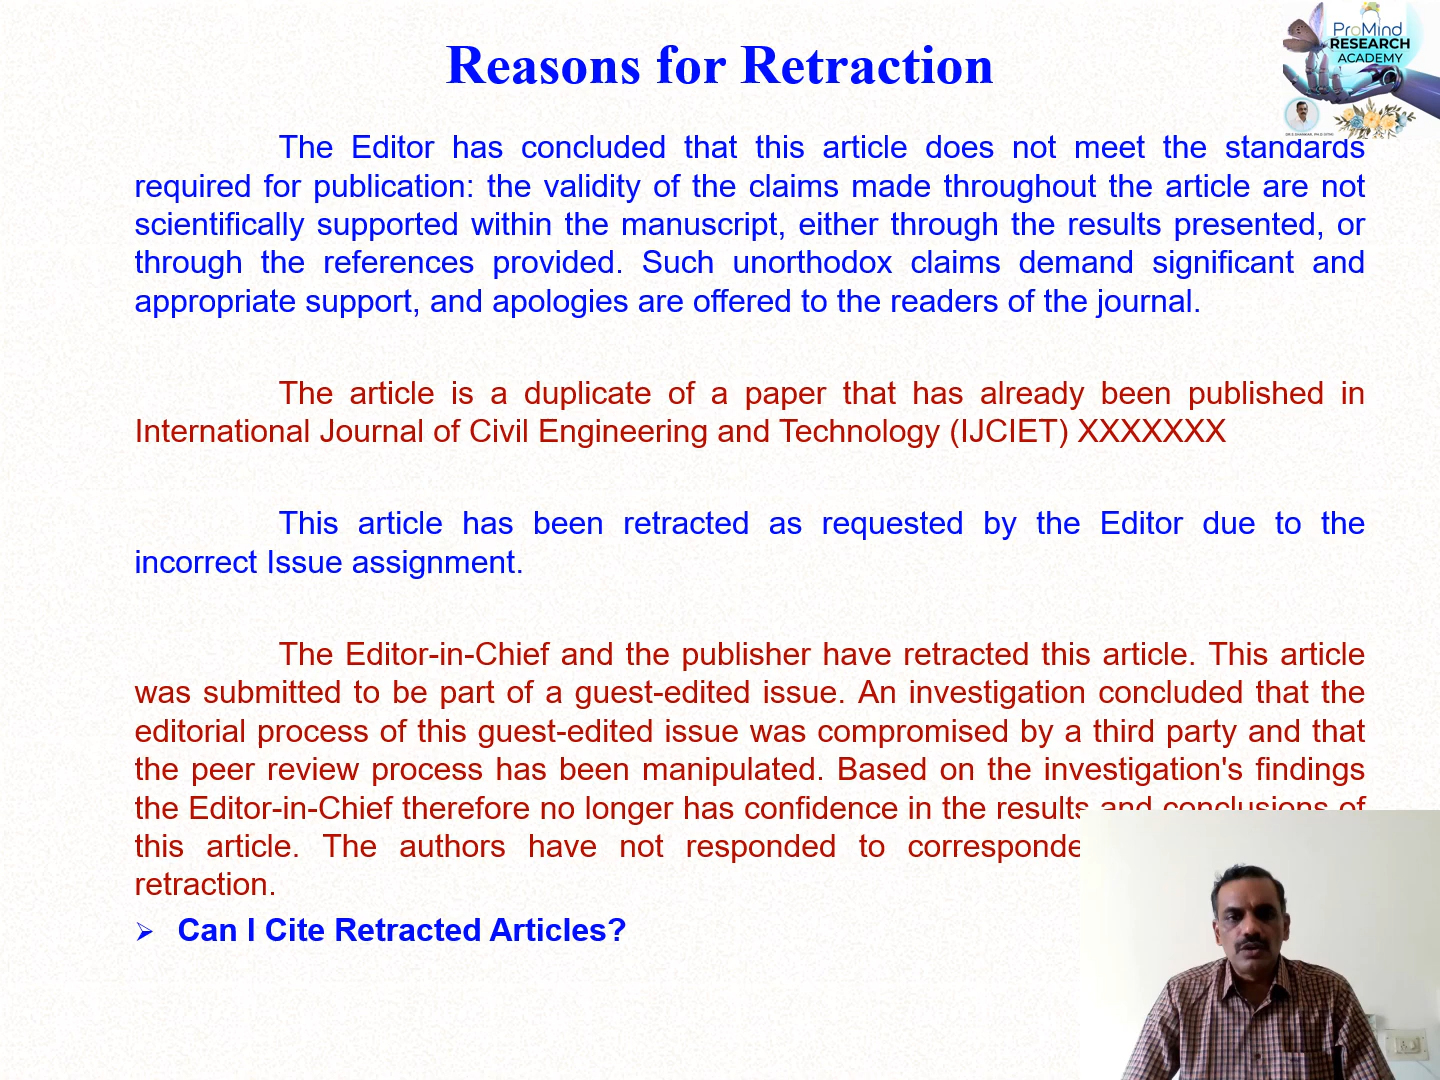 Reasons for Retraction
ProMind
RESEARCH
ACADEMY
The Editor has concluded that this article does not meet the standards
required for publication: the validity of the claims made throughout the article are not
scientifically supported within the manuscript, either through the results presented, or
through the references provided. Such unorthodox claims demand significant and
appropriate support, and apologies are offered to the readers of the journal.
The article is a duplicate of a paper that has already been published in
International Journal of Civil Engineering and Technology (IJCIET) XXXXXXX
This article has been retracted as requested by the Editor due to the
incorrect Issue assignment.
The Editor-in-Chief and the publisher have retracted this article. This article
was submitted to be part of a guest-edited issue. An investigation concluded that the
editorial process of this guest-edited issue was compromised by a third party and that
the peer review process has been manipulated. Based on the investigation's findings
the Editor-in-Chief therefore no longer has confidence in the results and conclusions of
this article. The authors have not responded to corresponde
retraction.
➢ Can I Cite Retracted Articles?